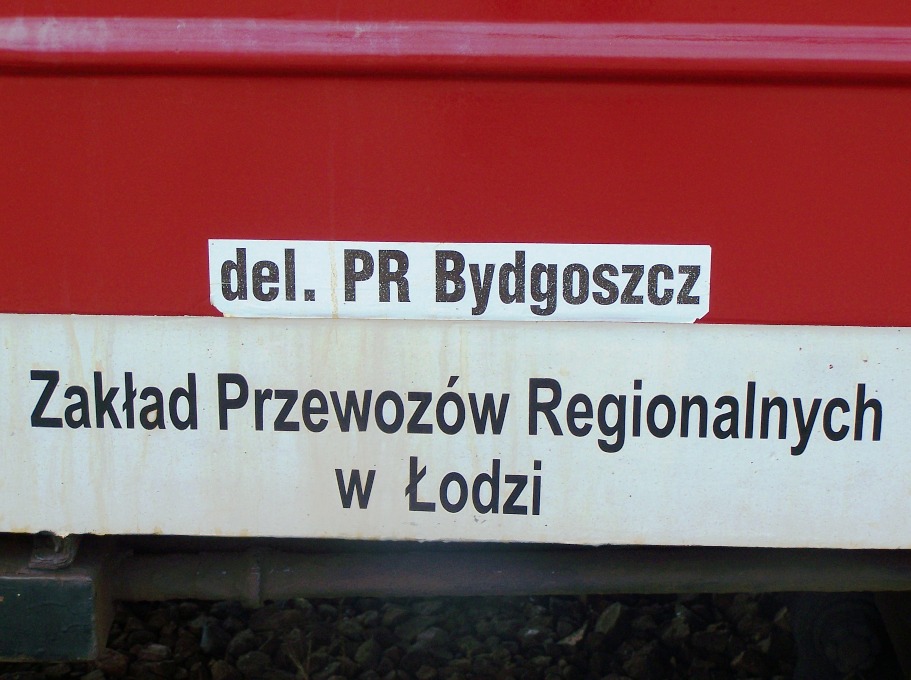 del. PR Bydgoszcz
Zakład Przewozów Regionalnych
w Łodzi